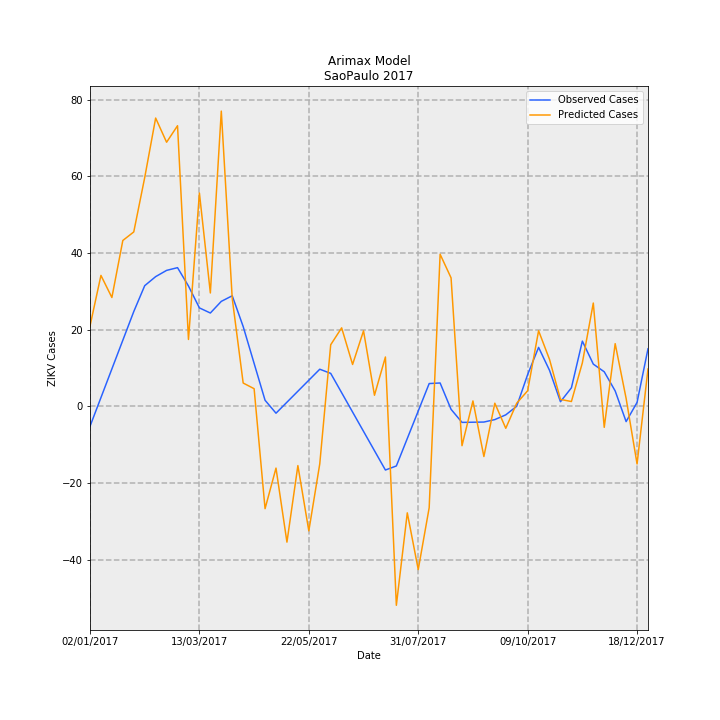 Arimax Model
SaoPaulo 2017
Observed Cases
Predicted Cases
80
60
40
20
0
−20
−40
ZIKV Cases
02/01/2017
13/03/2017
22/05/2017
31/07/2017
09/10/2017
18/12/2017
Date